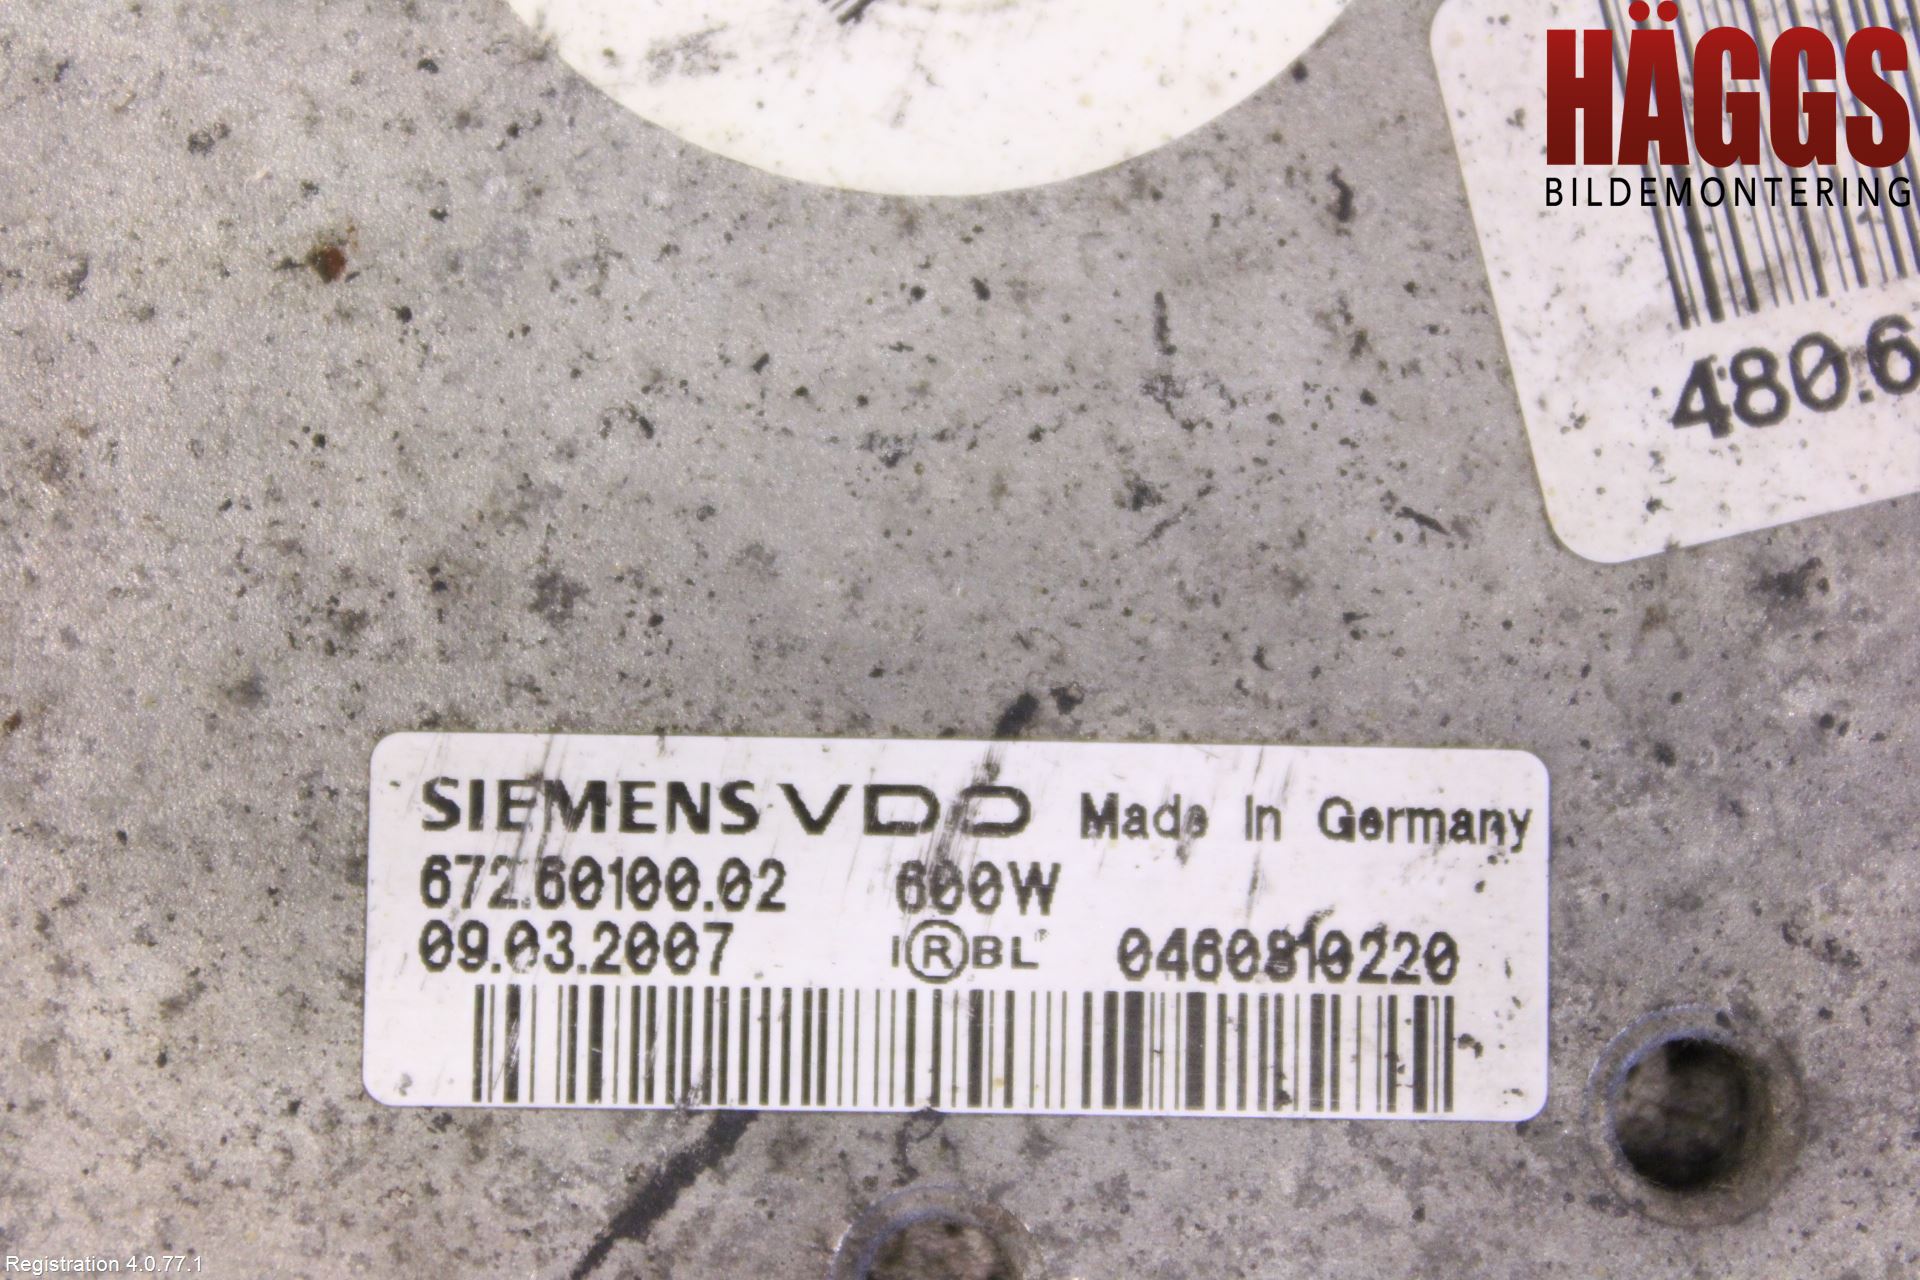 HÄGGS
BILDEMONTERING
480.6
SIEMENS VDO Made In Germany
672.60100.02 600W
09.03.2007 I®BL 0460810220
Registration 4.0.77.1